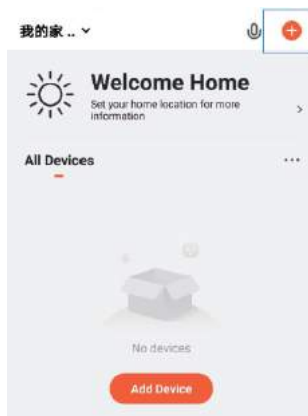 我的家 ..
Welcome Home
Set your home location for more
information
All Devices
No devices
Add Device